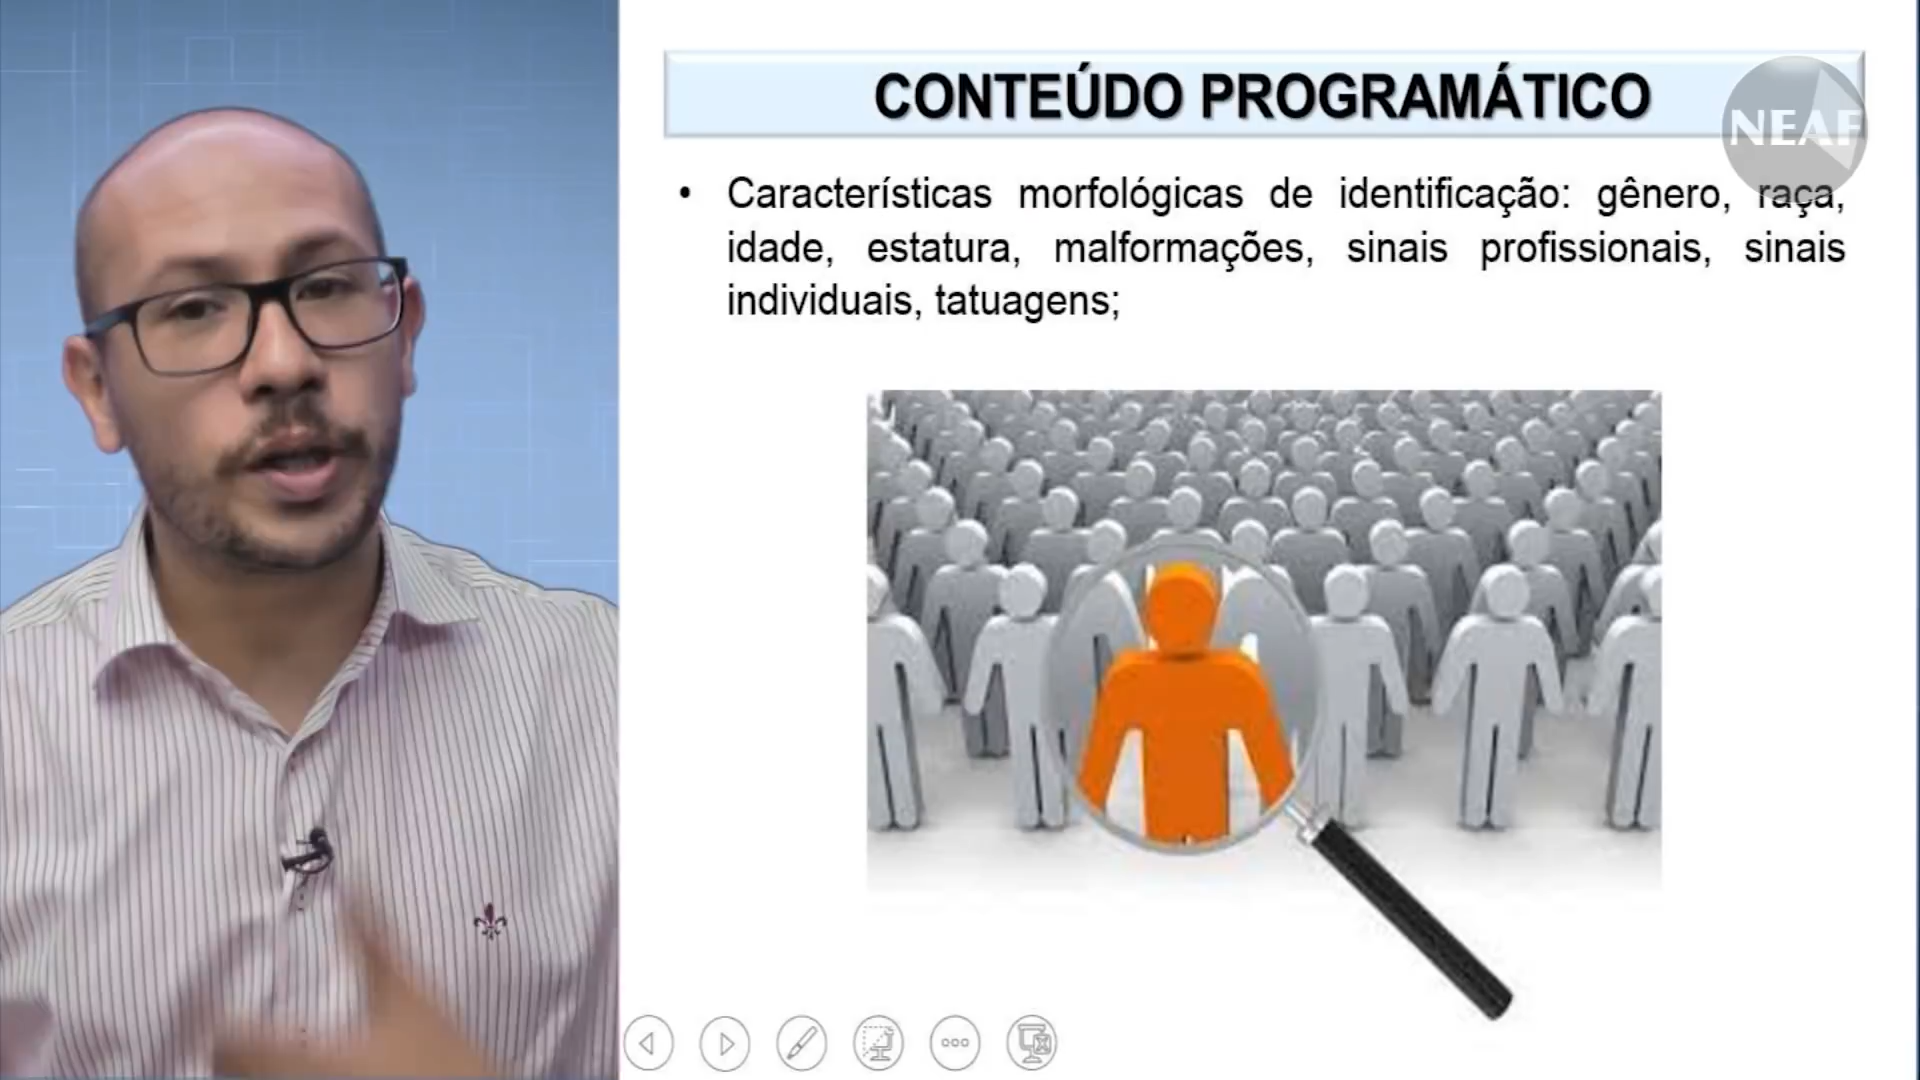 CONTEÚDO PROGRAMÁTICO
NEAF
• Características morfológicas de identificação: gênero, raça,
idade, estatura, malformações, sinais profissionais, sinais
individuais, tatuagens;